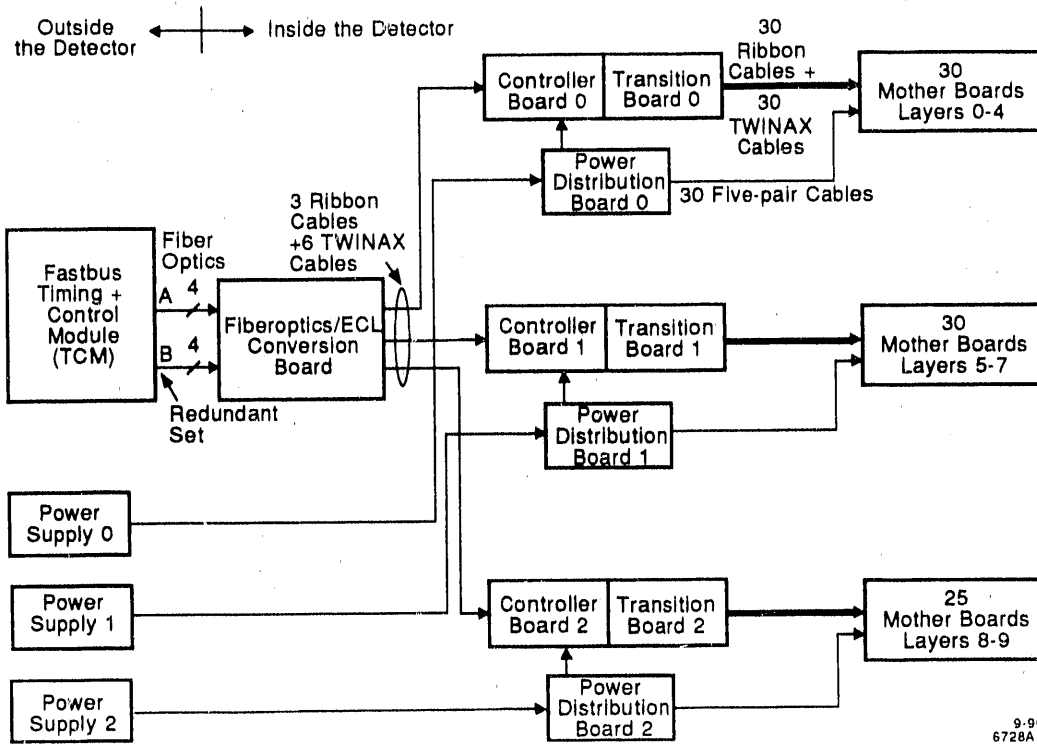 Outside
the Detector
Inside the Detector
30
Ribbon
Cables +
30
TWINAX
Cables
Controller
Board 0
Transition
Board 0
30
Mother Boards
Layers 0-4
Power
Distribution
Board 0
30 Five-pair Cables
3 Ribbon
Cables
+6 TWINAX
Cables
Fastbus
Timing +
Control
Module
(TCM)
Fiber
Optics
A
4
B
4
Redundant
Set
Fiberoptics/ECL
Conversion
Board
Controller
Board 1
Transition
Board 1
30
Mother Boards
Layers 5-7
Power
Distribution
Board 1
Power
Supply 0
Power
Supply 1
Power
Supply 2
Controller
Board 2
Transition
Board 2
25
Mother Boards
Layers 8-9
Power
Distribution
Board 2
6728A